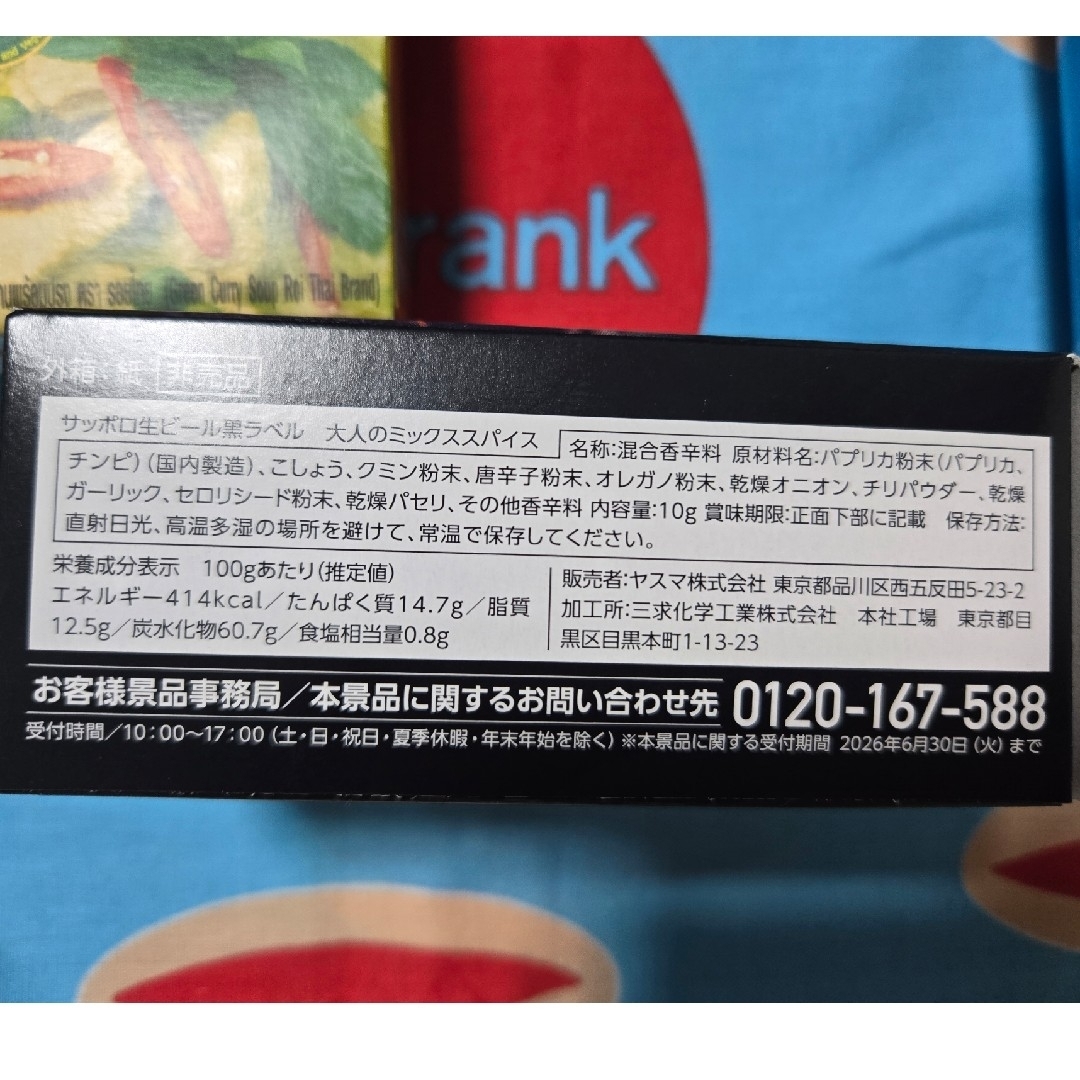 (Green Curry Soup Roi Thai Brand)
rank
外箱：紙 非売品
サッポロ生ビール黒ラベル 大人のミックススパイス
名称:混合香辛料 原材料名:パプリカ粉末(パプリカ、
チンピ)(国内製造)、こしょう、クミン粉末、唐辛子粉末、オレガノ粉末、乾燥オニオン、チリパウダー、乾燥
ガーリック、セロリシード粉末、乾燥パセリ、その他香辛料 内容量:10g 賞味期限:正面下部に記載 保存方法:
直射日光、高温多湿の場所を避けて、常温で保存してください。
栄養成分表示 100gあたり(推定値)
エネルギー414kcal/たんぱく質14.7g/脂質
12.5g/炭水化物60.7g/食塩相当量0.8g
販売者:ヤスマ株式会社 東京都品川区西五反田5-23-2
加工所:三求化学工業株式会社 本社工場 東京都目
黒区目黒本町1-13-23
お客様景品事務局/本景品に関するお問い合わせ先 0120-167-588
受付時間/10:00〜17:00 (土・日・祝日・夏季休暇・年末年始を除く) ※本景品に関する受付期間 2026年6月30日(火)まで